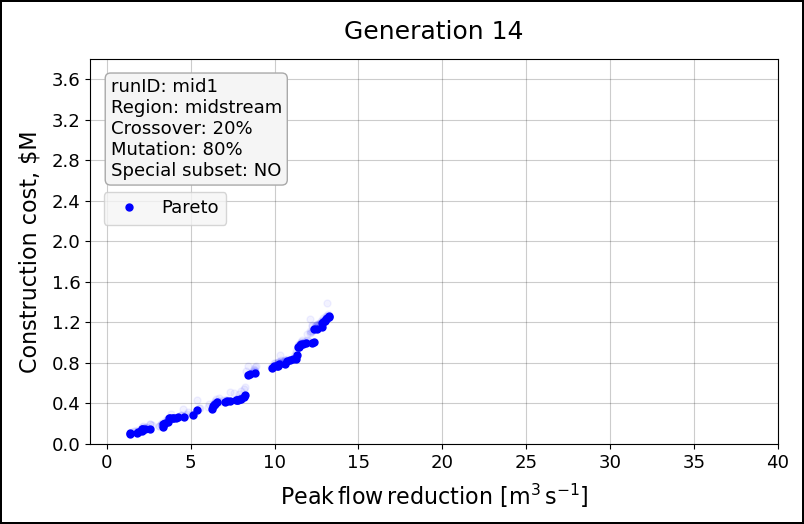 Generation 14
3.6
3.2
2.8
2.4
2.0
1.6
1.2
0.8
0.4
0.0
Construction cost, $M
runID: mid1
Region: midstream
Crossover: 20%
Mutation: 80%
Special subset: NO
Pareto
0 5 10 15 20 25 30 35 40
Peak flow reduction [m³ s⁻¹]